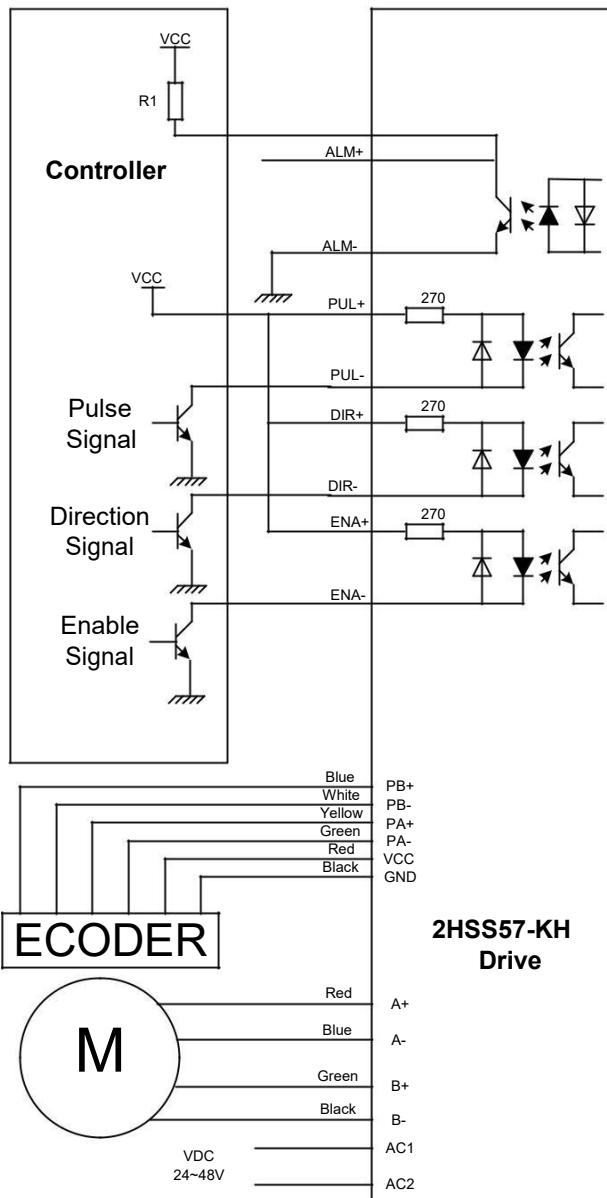 VCC
R1
Controller
ALM+
ALM-
VCC
PUL+
270
PUL-
Pulse
Signal
DIR+
270
DIR-
Direction
Signal
ENA+
270
ENA-
Enable
Signal
Blue
PB+
White
PB-
Yellow
PA+
Green
PA-
Red
VCC
Black
GND
ECODER
2HSS57-KH
Drive
M
Red
A+
Blue
A-
Green
B+
Black
B-
VDC
24~48V
AC1
AC2